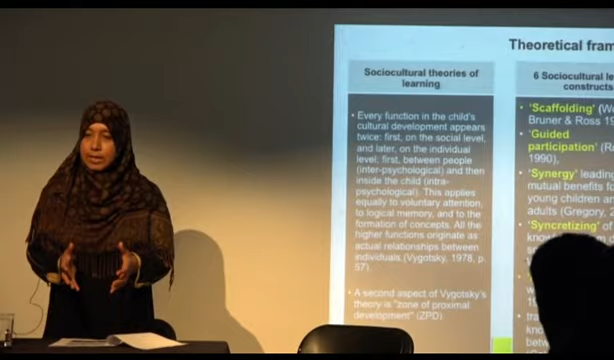 Theoretical fram
Sociocultural theories of
learning
6 Sociocultural le
constructs
• Every function in the child's
cultural development appears
twice: first, on the social level,
and later, on the individual
level; first, between people
(inter-psychological) and then
inside the child (intra-
psychological). This applies
equally to voluntary attention,
to logical memory, and to the
formation of concepts. All the
higher functions originate as
actual relationships between
individuals.(Vygotsky, 1978, p.
57).
• A second aspect of Vygotsky's
theory is "zone of proximal
development" (ZPD).
• 'Scaffolding' (W
Bruner & Ross 19
• 'Guided
participation' (R
1990),
• 'Synergy' leading
mutual benefits
young children an
adults (Gregory,
• 'Syncretizing' of